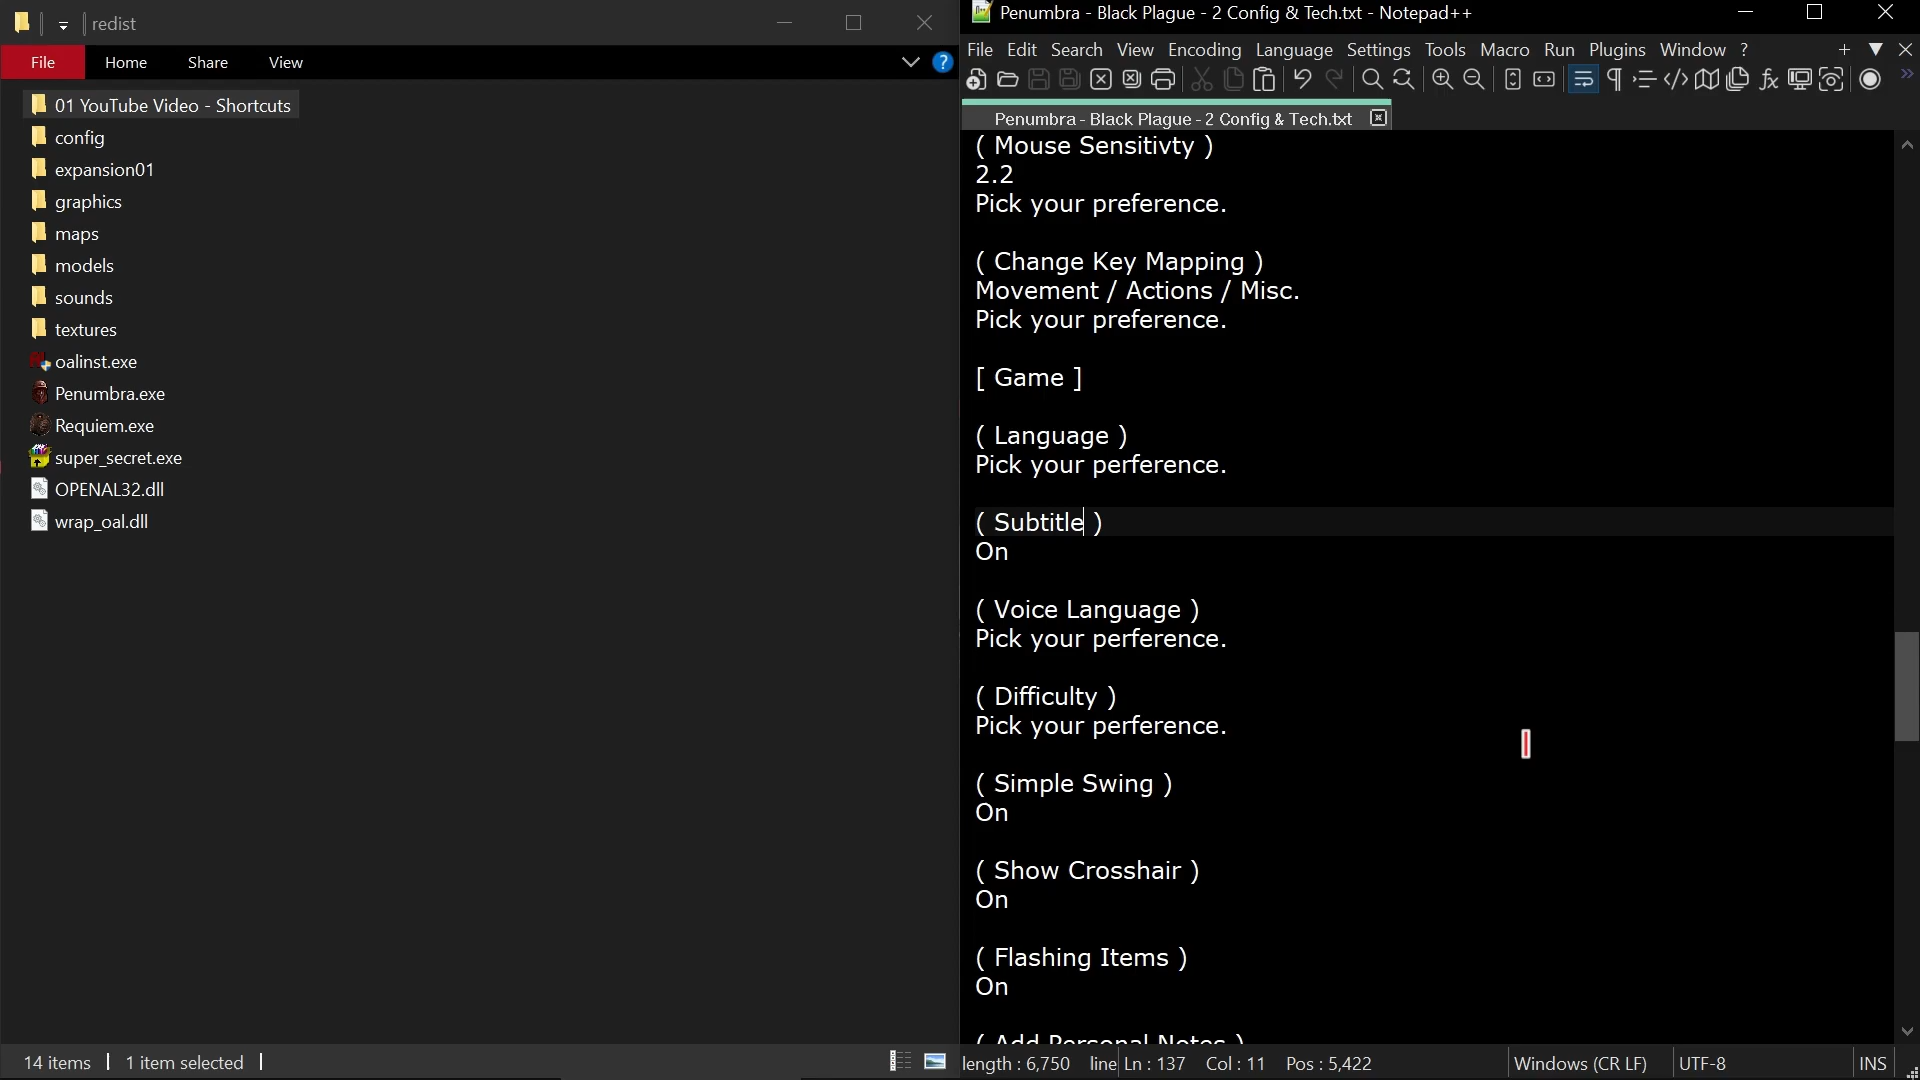 redist
File Home Share View
01 YouTube Video - Shortcuts
config
expansion01
graphics
maps
models
sounds
textures
oalinst.exe
Penumbra.exe
Requiem.exe
super_secret.exe
OPENAL32.dll
wrap_oal.dll
14 items 1 item selected
Penumbra - Black Plague - 2 Config & Tech.txt - Notepad++
File Edit Search View Encoding Language Settings Tools Macro Run Plugins Window ?
Penumbra - Black Plague - 2 Config & Tech.txt
( Mouse Sensitivty )
2.2
Pick your preference.
( Change Key Mapping )
Movement / Actions / Misc.
Pick your preference.
[ Game ]
( Language )
Pick your perference.
( Subtitle )
On
( Voice Language )
Pick your perference.
( Difficulty )
Pick your perference.
( Simple Swing )
On
( Show Crosshair )
On
( Flashing Items )
On
( Add Personal Notes )
length : 6,750 line Ln : 137 Col : 11 Pos : 5,422 Windows (CR LF) UTF-8 INS